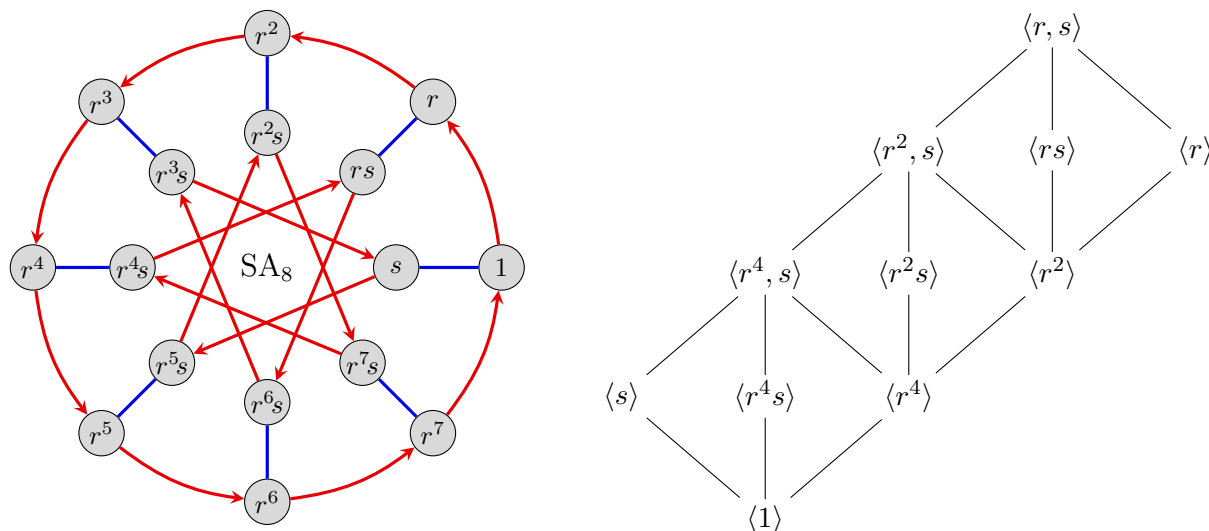 r²
r³
r
r²s
r³s
rs
r⁴
r⁴s
SA₈
s
1
r⁵s
r⁷s
r⁶s
r⁵
r⁷
r⁶
⟨r, s⟩
⟨r², s⟩
⟨rs⟩
⟨r⟩
⟨r⁴, s⟩
⟨r²s⟩
⟨r²⟩
⟨s⟩
⟨r⁴s⟩
⟨r⁴⟩
⟨1⟩